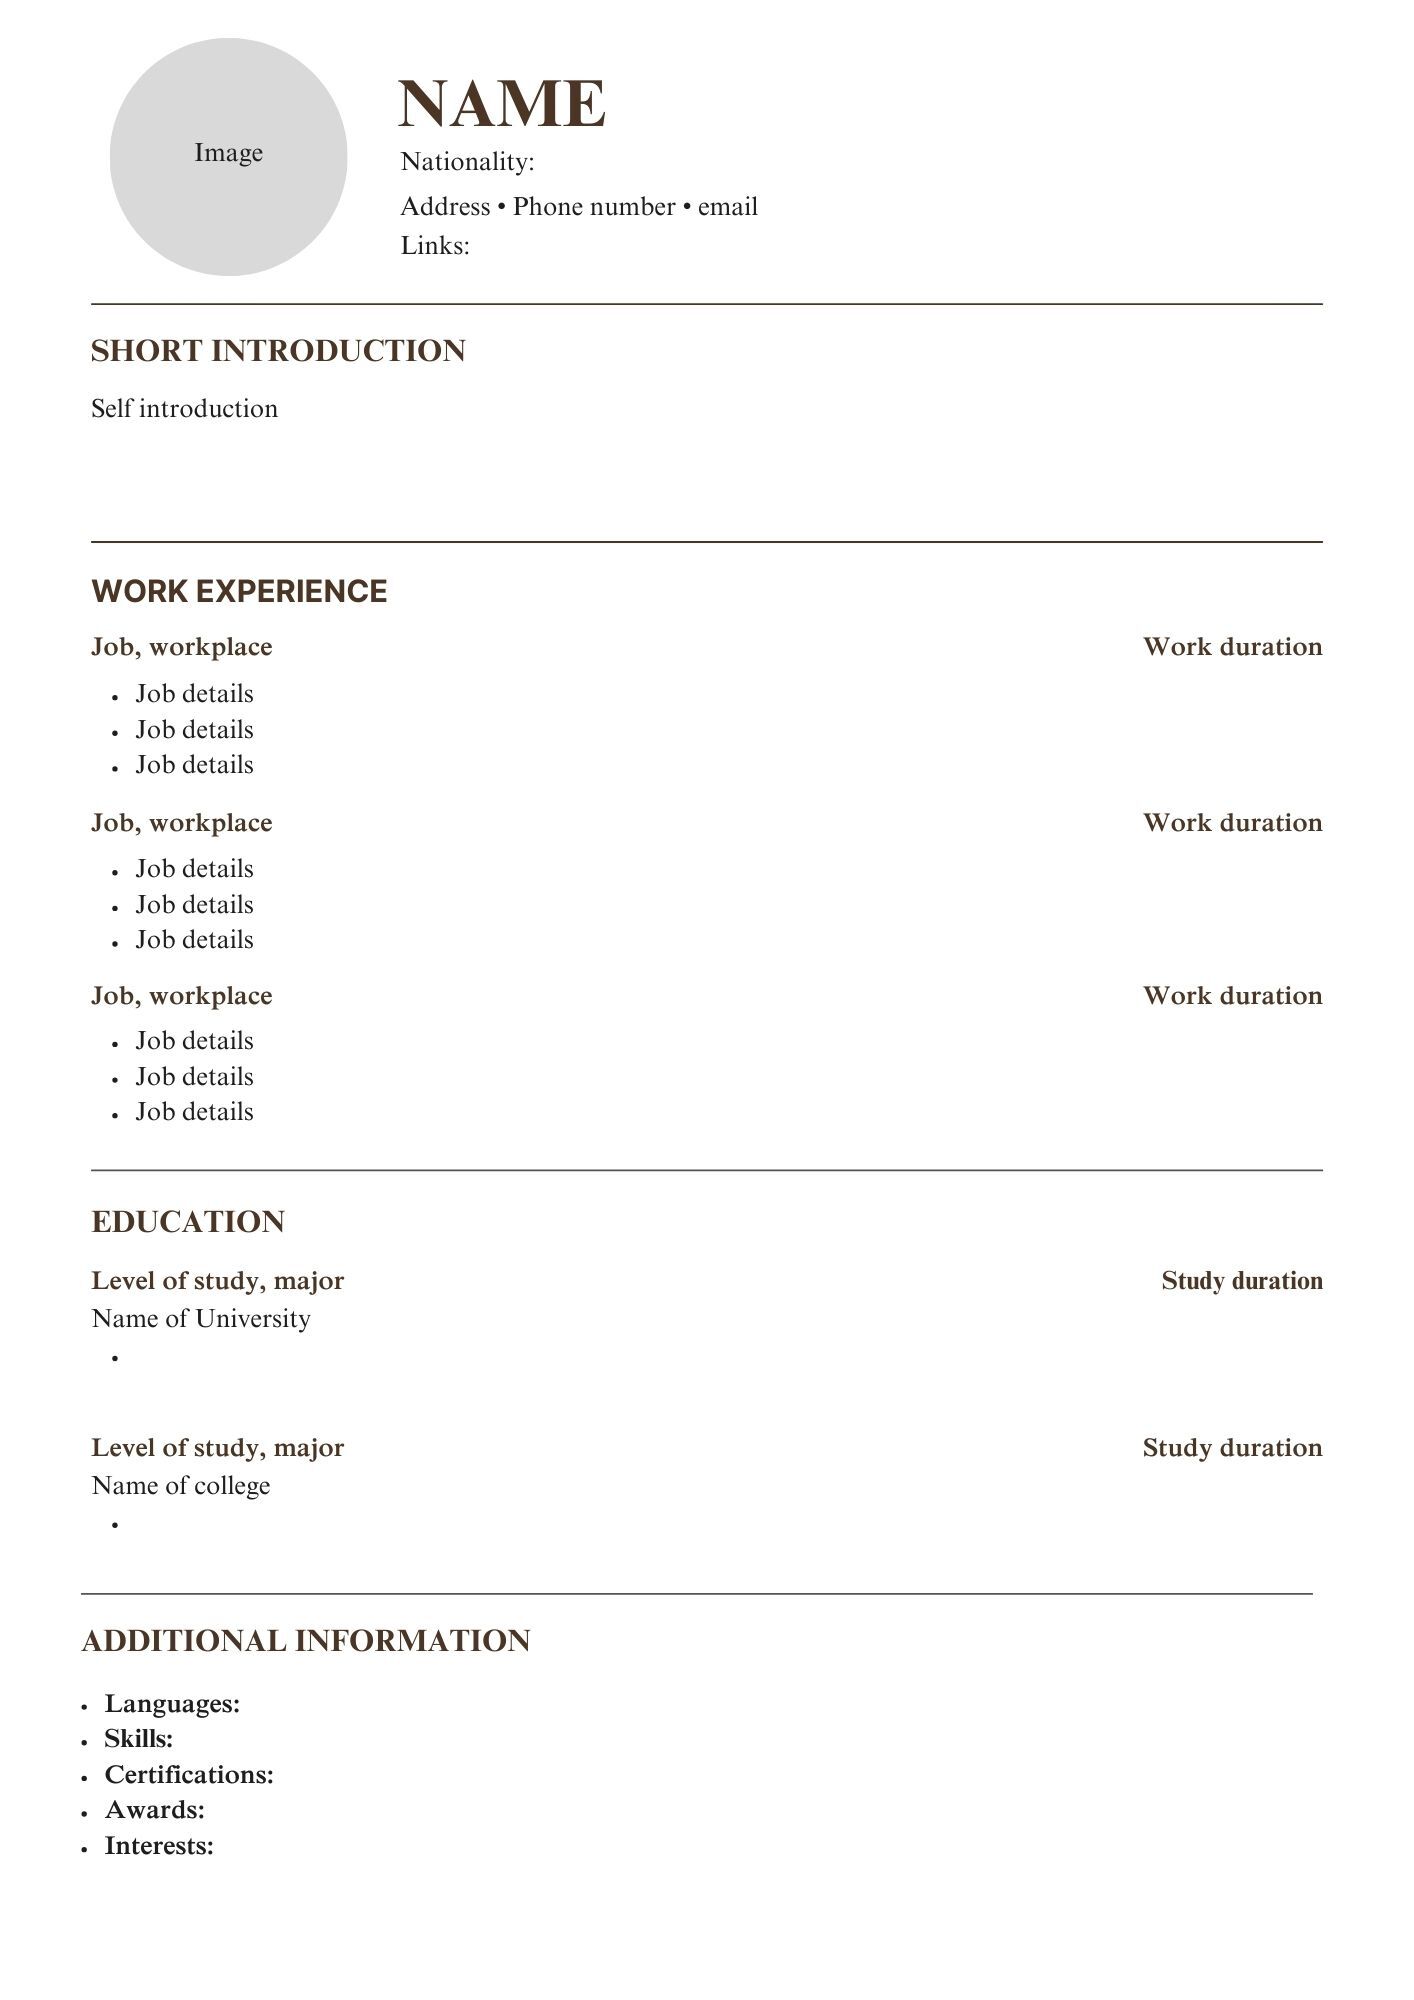 Image
NAME
Nationality:
Address • Phone number • email
Links:
SHORT INTRODUCTION
Self introduction
WORK EXPERIENCE
Job, workplace Work duration
• Job details
• Job details
• Job details
Job, workplace Work duration
• Job details
• Job details
• Job details
Job, workplace Work duration
• Job details
• Job details
• Job details
EDUCATION
Level of study, major Study duration
Name of University
•
Level of study, major Study duration
Name of college
•
ADDITIONAL INFORMATION
• Languages:
• Skills:
• Certifications:
• Awards:
• Interests: